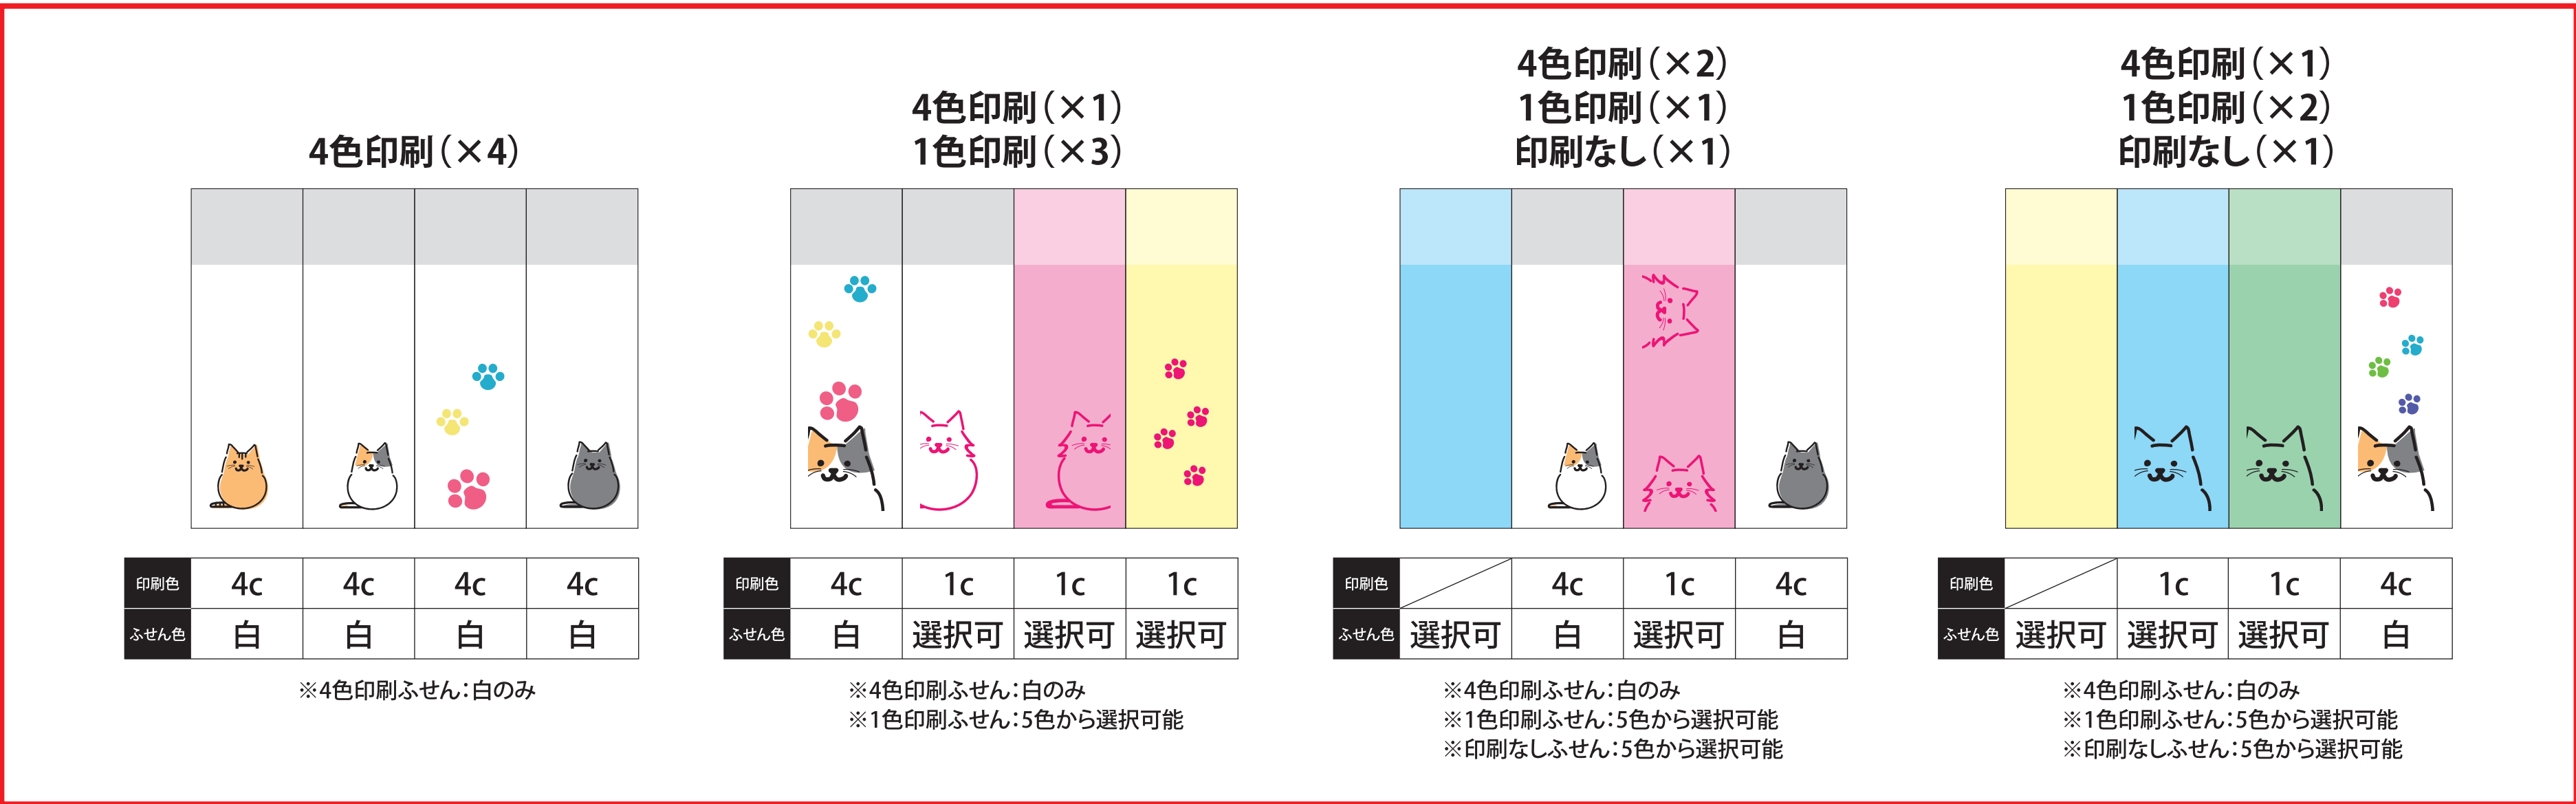 4色印刷（×4）
印刷色 4c 4c 4c 4c
ふせん色 白 白 白 白
※4色印刷ふせん：白のみ
4色印刷（×1）
1色印刷（×3）
印刷色 4c 1c 1c 1c
ふせん色 白 選択可 選択可 選択可
※4色印刷ふせん：白のみ
※1色印刷ふせん：5色から選択可能
4色印刷（×2）
1色印刷（×1）
印刷なし（×1）
印刷色 4c 1c 4c
ふせん色 選択可 白 選択可 白
※4色印刷ふせん：白のみ
※1色印刷ふせん：5色から選択可能
※印刷なしふせん：5色から選択可能
4色印刷（×1）
1色印刷（×2）
印刷なし（×1）
印刷色 1c 1c 4c
ふせん色 選択可 選択可 選択可 白
※4色印刷ふせん：白のみ
※1色印刷ふせん：5色から選択可能
※印刷なしふせん：5色から選択可能